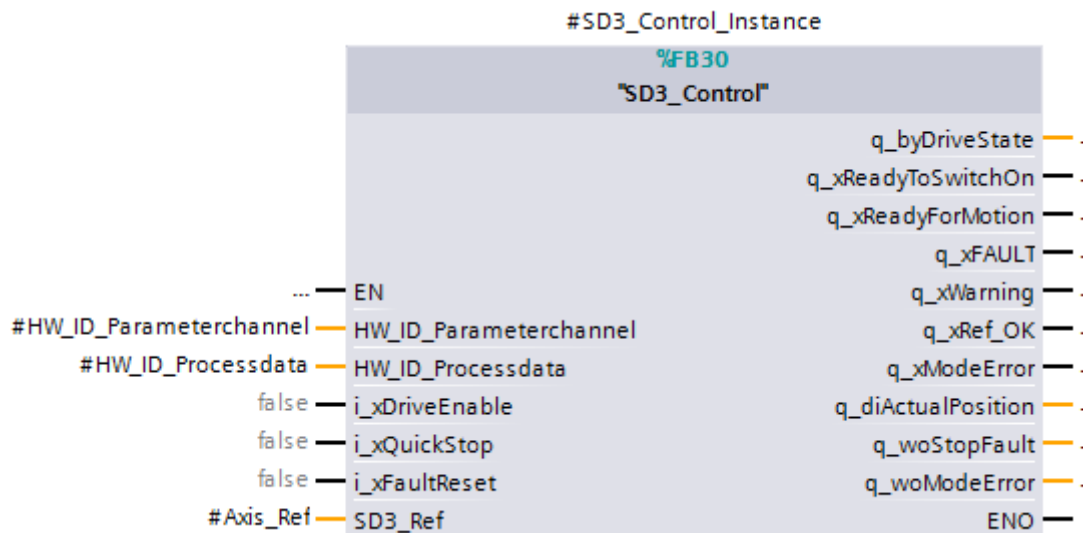 #SD3_Control_Instance
%FB30
"SD3_Control"
q_byDriveState
q_xReadyToSwitchOn
q_xReadyForMotion
q_xFAULT
... EN q_xWarning
#HW_ID_Parameterchannel HW_ID_Parameterchannel q_xRef_OK
#HW_ID_Processdata HW_ID_Processdata q_xModeError
false i_xDriveEnable q_diActualPosition
false i_xQuickStop q_woStopFault
false i_xFaultReset q_woModeError
#Axis_Ref SD3_Ref ENO